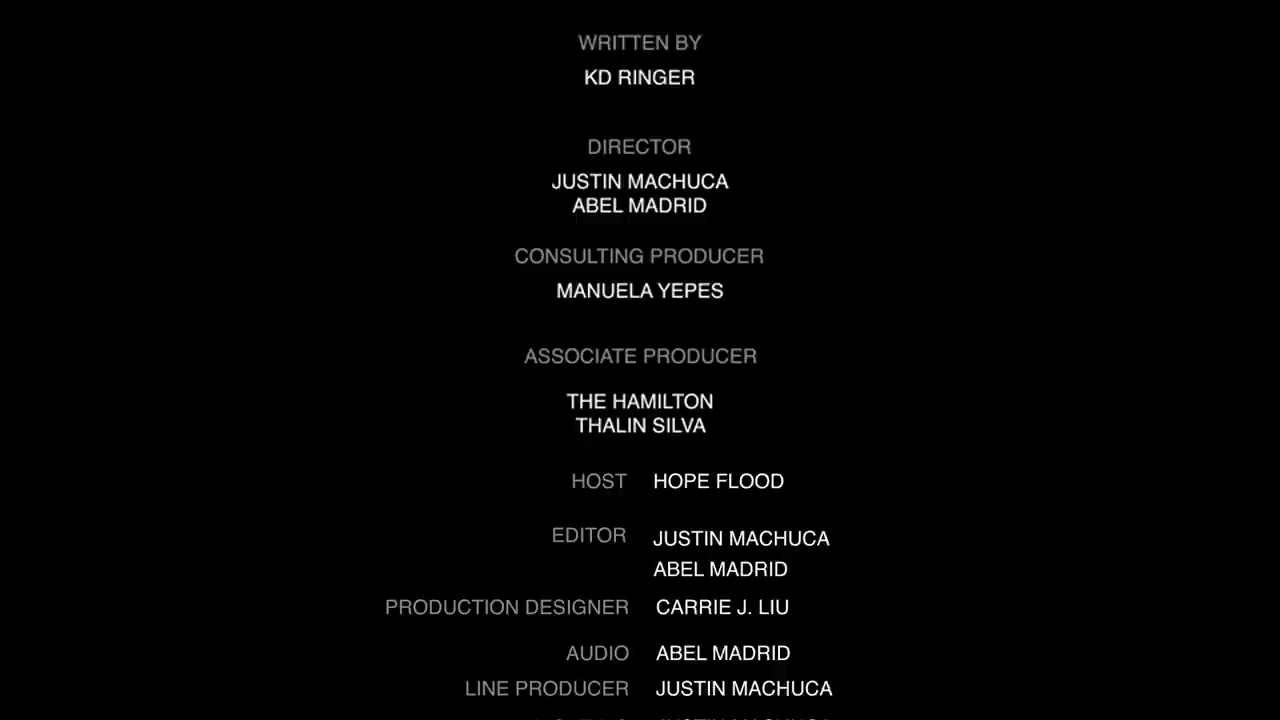 WRITTEN BY
KD RINGER
DIRECTOR
JUSTIN MACHUCA
ABEL MADRID
CONSULTING PRODUCER
MANUELA YEPES
ASSOCIATE PRODUCER
THE HAMILTON
THALIN SILVA
HOST HOPE FLOOD
EDITOR JUSTIN MACHUCA
ABEL MADRID
PRODUCTION DESIGNER CARRIE J. LIU
AUDIO ABEL MADRID
LINE PRODUCER JUSTIN MACHUCA